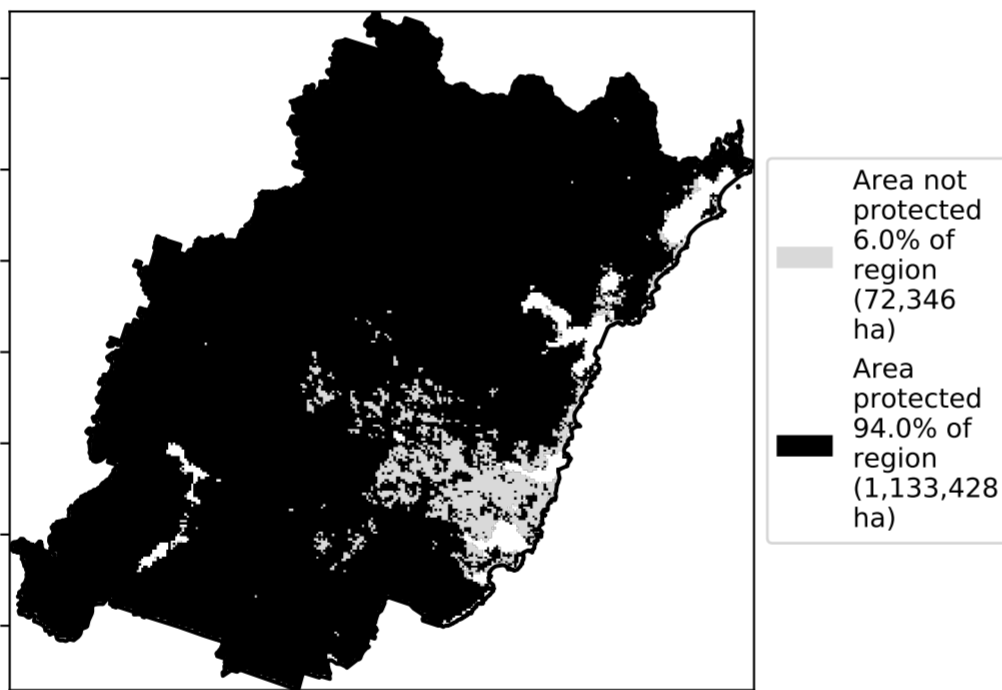 Area not
protected
6.0% of
region
(72,346
ha)
Area
protected
94.0% of
region
(1,133,428
ha)